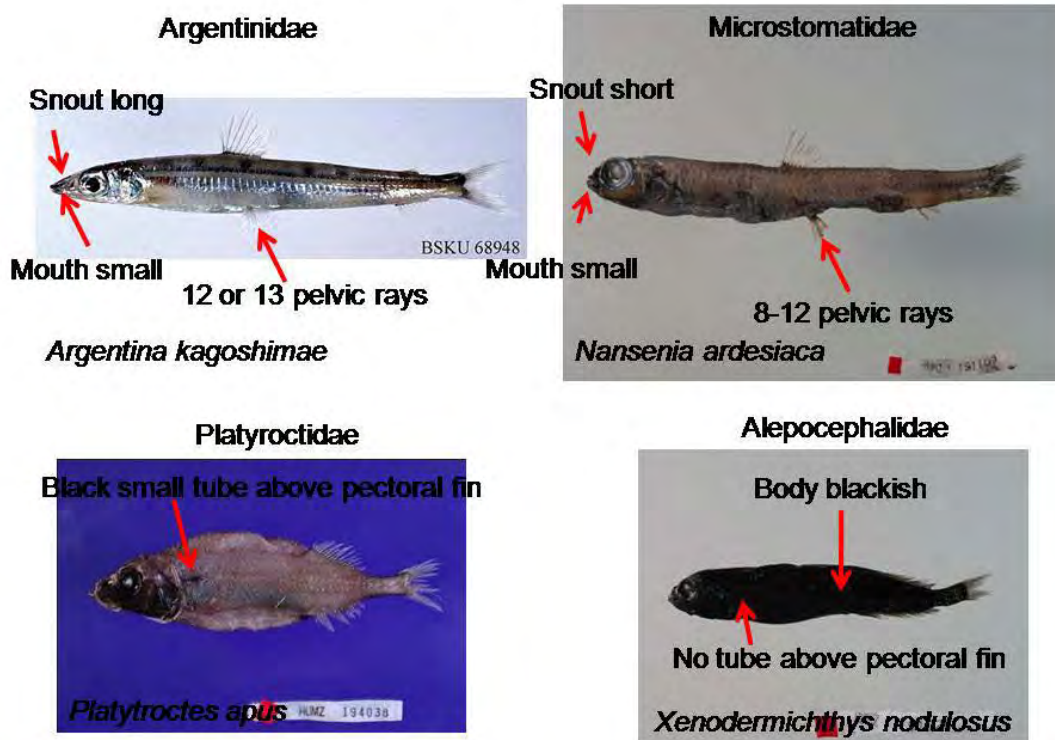 Argentinidae
Snout long
BSKU 68948
Mouth small
12 or 13 pelvic rays
Argentina kagoshimae
Microstomatidae
Snout short
Mouth small
8-12 pelvic rays
Nansenia ardesiaca
Platyroctidae
Black small tube above pectoral fin
HUMZ 194038
Platytroctes apus
Alepocephalidae
Body blackish
No tube above pectoral fin
Xenodermichthys nodulosus